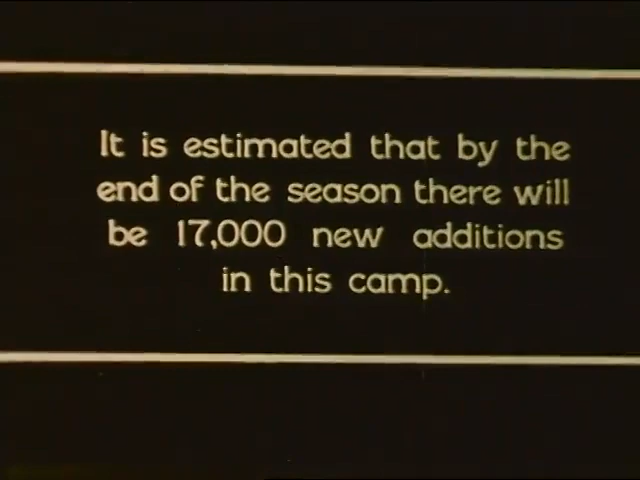 It is estimated that by the
end of the season there will
be 17,000 new additions
in this camp.